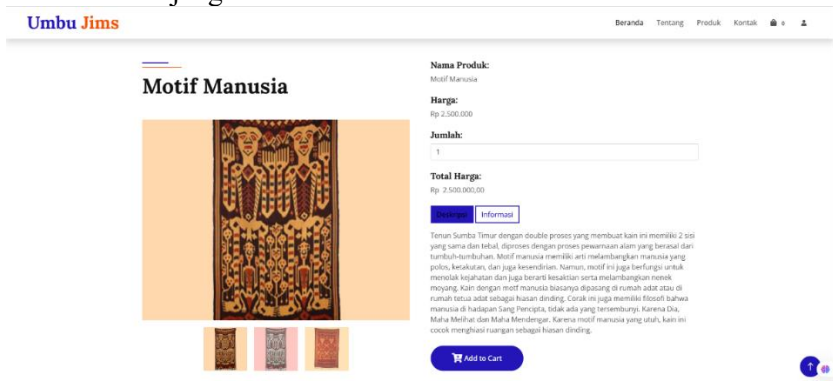 Umbu Jims
Beranda Tentang Produk Kontak 0
Motif Manusia
Nama Produk:
Motif Manusia
Harga:
Rp 2.500.000
Jumlah:
1
Total Harga:
Rp 2.500.000,00
Deskripsi Informasi
Tenun Sumba Timur dengan double proses yang membuat kain ini memiliki 2 sisi
yang sama dan tebal, diproses dengan proses pewarnaan alam yang berasal dari
tumbuh-tumbuhan. Motif manusia memiliki arti melambangkan manusia yang
polos, ketakutan, dan juga kesendirian. Namun, motif ini juga berfungsi untuk
menolak kejahatan dan juga berarti kesaktian serta melambangkan nenek
moyang. Kain dengan motif manusia biasanya dipasang di rumah adat atau di
rumah tetua adat sebagai hiasan dinding. Corak ini juga memiliki filosofi bahwa
manusia di hadapan Sang Pencipta, tidak ada yang tersembunyi. Karena Dia,
Maha Melihat dan Maha Mendengar. Karena motif manusia yang utuh, kain ini
cocok menghiasi ruangan sebagai hiasan dinding.
Add to Cart